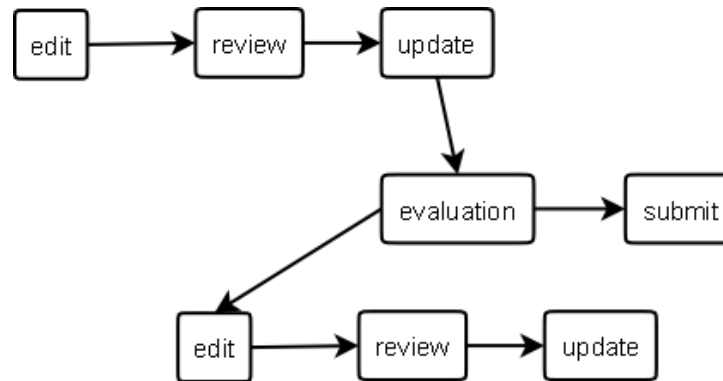 edit
review
update
evaluation
submit
edit
review
update